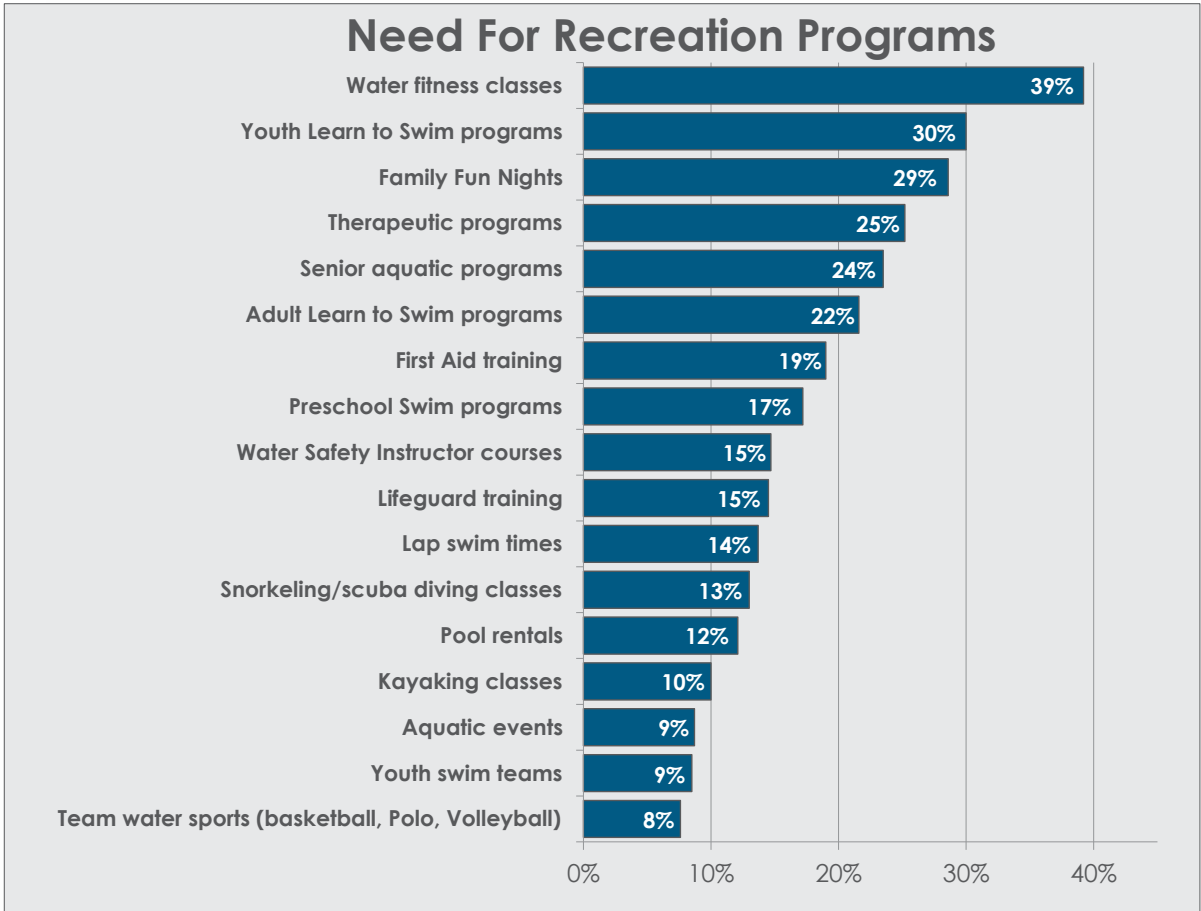 Need For Recreation Programs
Water fitness classes 39%
Youth Learn to Swim programs 30%
Family Fun Nights 29%
Therapeutic programs 25%
Senior aquatic programs 24%
Adult Learn to Swim programs 22%
First Aid training 19%
Preschool Swim programs 17%
Water Safety Instructor courses 15%
Lifeguard training 15%
Lap swim times 14%
Snorkeling/scuba diving classes 13%
Pool rentals 12%
Kayaking classes 10%
Aquatic events 9%
Youth swim teams 9%
Team water sports (basketball, Polo, Volleyball) 8%
0% 10% 20% 30% 40%